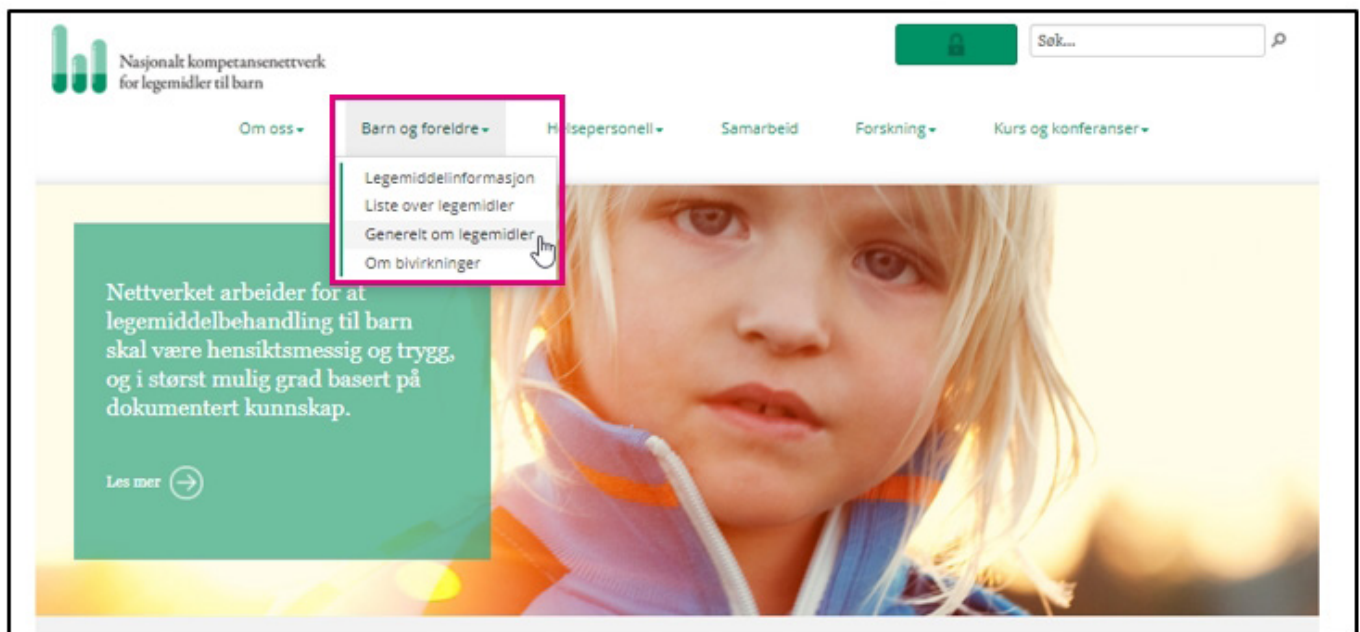 Nasjonalt kompetansenettverk
for legemidler til barn
Søk...
Om oss
Barn og foreldre
Helsepersonell
Samarbeid
Forskning
Kurs og konferanser
Legemiddelinformasjon
Liste over legemidler
Generelt om legemidler
Om bivirkninger
Nettverket arbeider for at
legemiddelbehandling til barn
skal være hensiktsmessig og trygg,
og i størst mulig grad basert på
dokumentert kunnskap.
Les mer